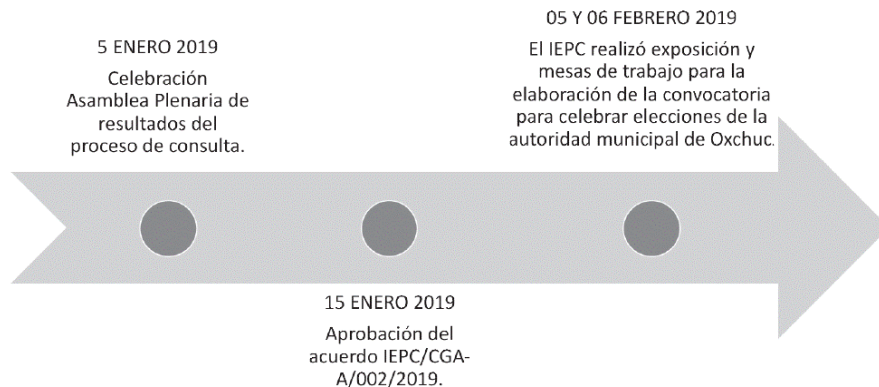 5 ENERO 2019
Celebración
Asamblea Plenaria de
resultados del
proceso de consulta.
15 ENERO 2019
Aprobación del
acuerdo IEPC/CGA-
A/002/2019.
05 Y 06 FEBRERO 2019
El IEPC realizó exposición y
mesas de trabajo para la
elaboración de la convocatoria
para celebrar elecciones de la
autoridad municipal de Oxchuc.